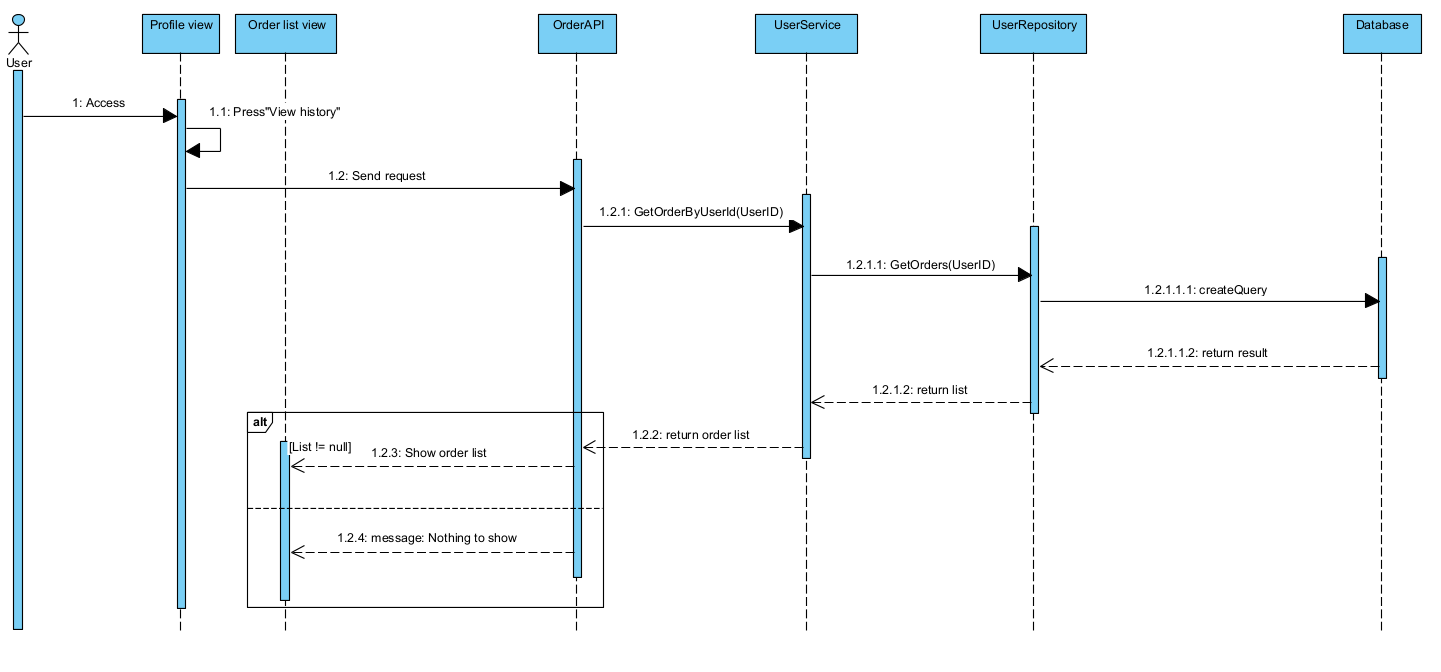 User
Profile view
Order list view
OrderAPI
UserService
UserRepository
Database
1: Access
1.1: Press"View history"
1.2: Send request
1.2.1: GetOrderByUserId(UserID)
1.2.1.1: GetOrders(UserID)
1.2.1.1.1: createQuery
1.2.1.1.2: return result
1.2.1.2: return list
alt
1.2.2: return order list
[List != null]
1.2.3: Show order list
1.2.4: message: Nothing to show